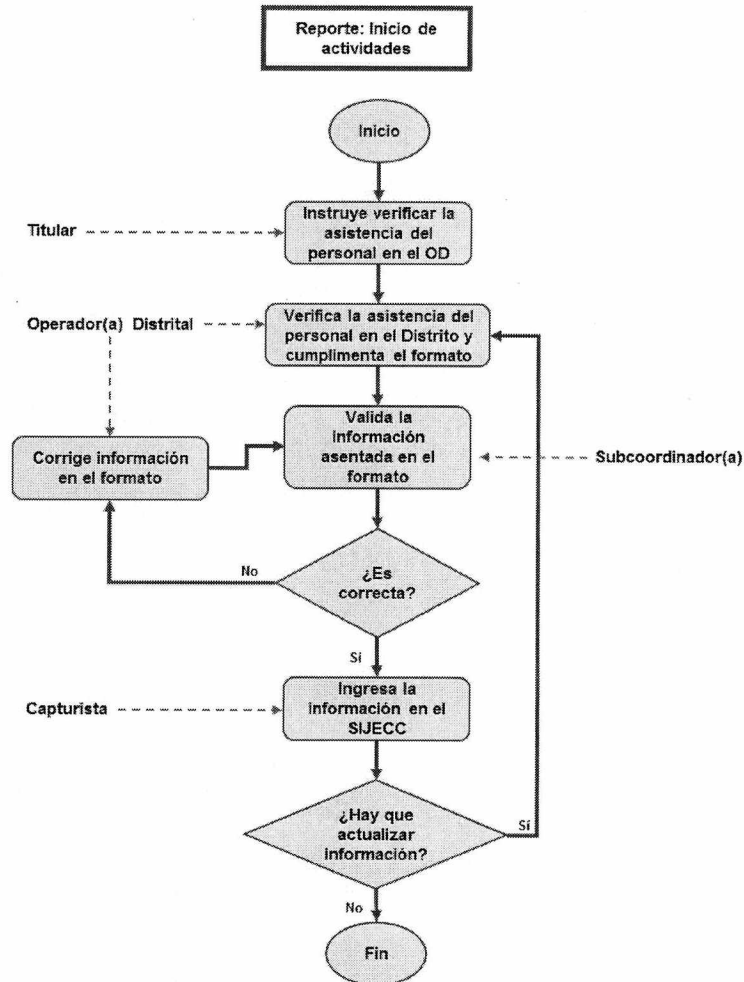 Reporte: Inicio de
actividades
Inicio
Titular
Instruye verificar la
asistencia del
personal en el OD
Operador(a) Distrital
Verifica la asistencia del
personal en el Distrito y
cumplimenta el formato
Corrige información
en el formato
Valida la
información
asentada en el
formato
Subcoordinador(a)
No
¿Es
correcta?
Sí
Capturista
Ingresa la
información en el
SIJECC
¿Hay que
actualizar
información?
Sí
No
Fin